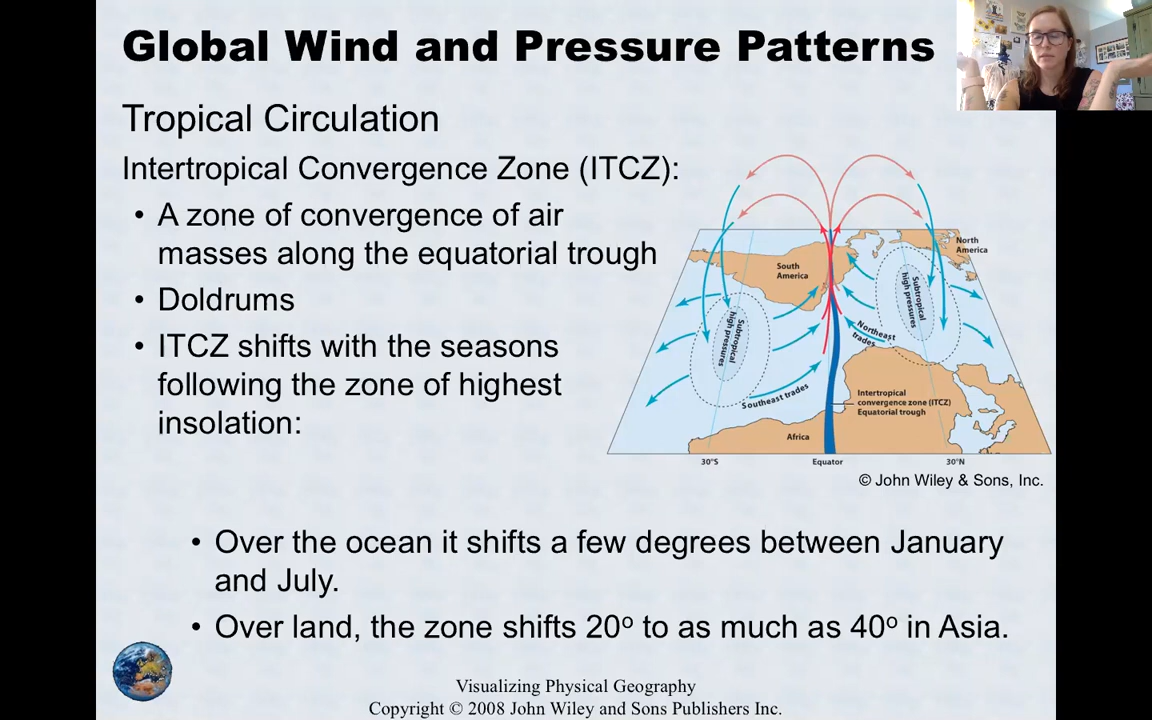 Global Wind and Pressure Patterns
Tropical Circulation
Intertropical Convergence Zone (ITCZ):
• A zone of convergence of air
masses along the equatorial trough
• Doldrums
• ITCZ shifts with the seasons
following the zone of highest
insolation:
North
America
South
America
Subtropical
high pressures
Subtropical
high pressures
Northeast
trades
Southeast trades
Intertropical
convergence zone (ITCZ)
Equatorial trough
Africa
30°S
Equator
30°N
© John Wiley & Sons, Inc.
• Over the ocean it shifts a few degrees between January
and July.
• Over land, the zone shifts 20º to as much as 40º in Asia.
Visualizing Physical Geography
Copyright © 2008 John Wiley and Sons Publishers Inc.